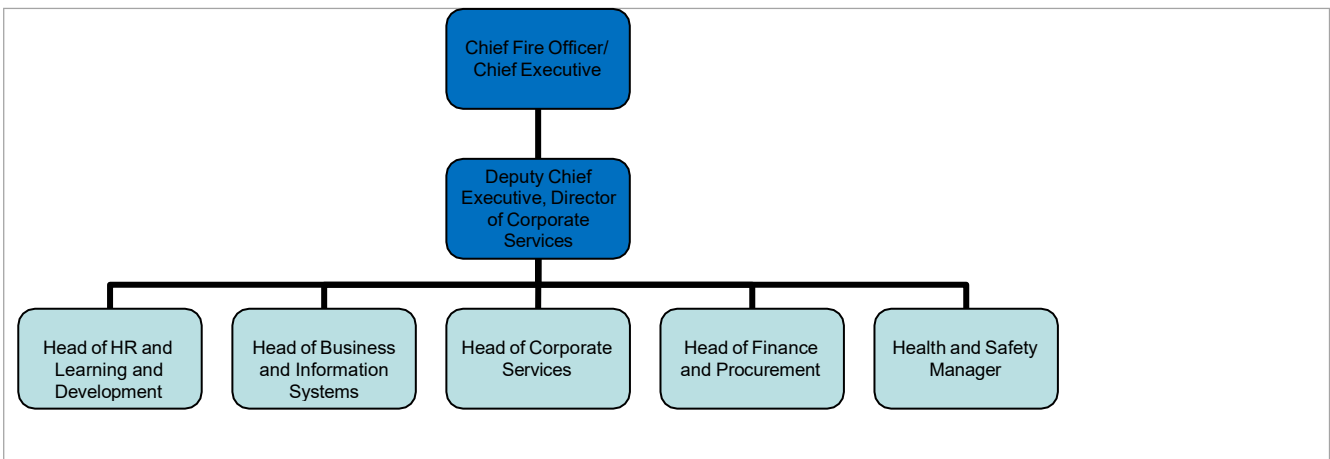 Chief Fire Officer/
Chief Executive
Deputy Chief
Executive, Director
of Corporate
Services
Head of HR and
Learning and
Development
Head of Business
and Information
Systems
Head of Corporate
Services
Head of Finance
and Procurement
Health and Safety
Manager